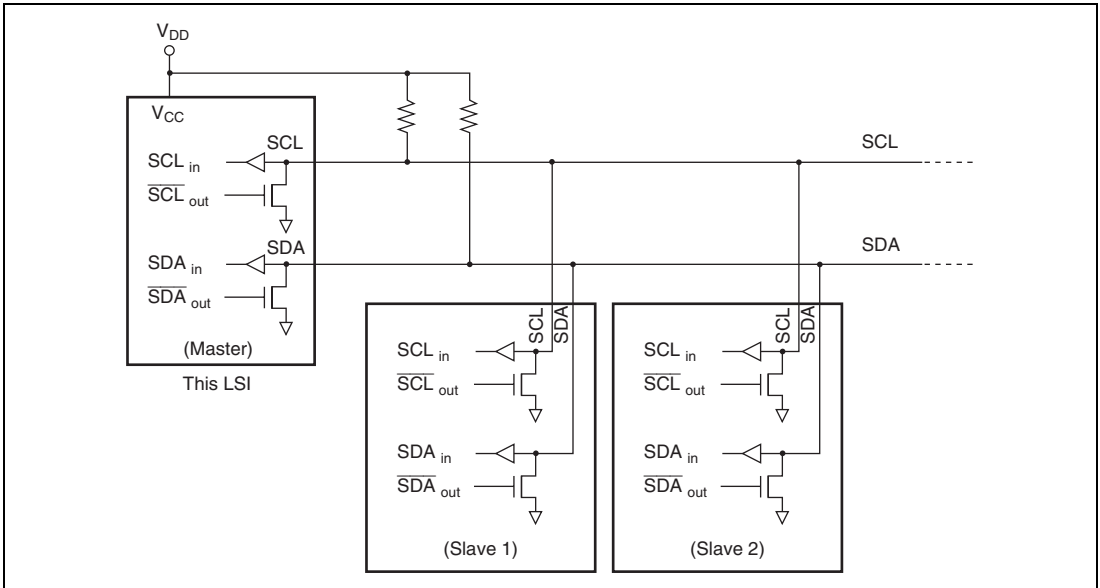 VDD
VCC
SCL
SCL in
SCL out
SDA
SDA in
SDA out
(Master)
This LSI
SCL
SDA
SCL
SDA
SCL in
SCL out
SDA in
SDA out
(Slave 1)
SCL
SDA
SCL in
SCL out
SDA in
SDA out
(Slave 2)